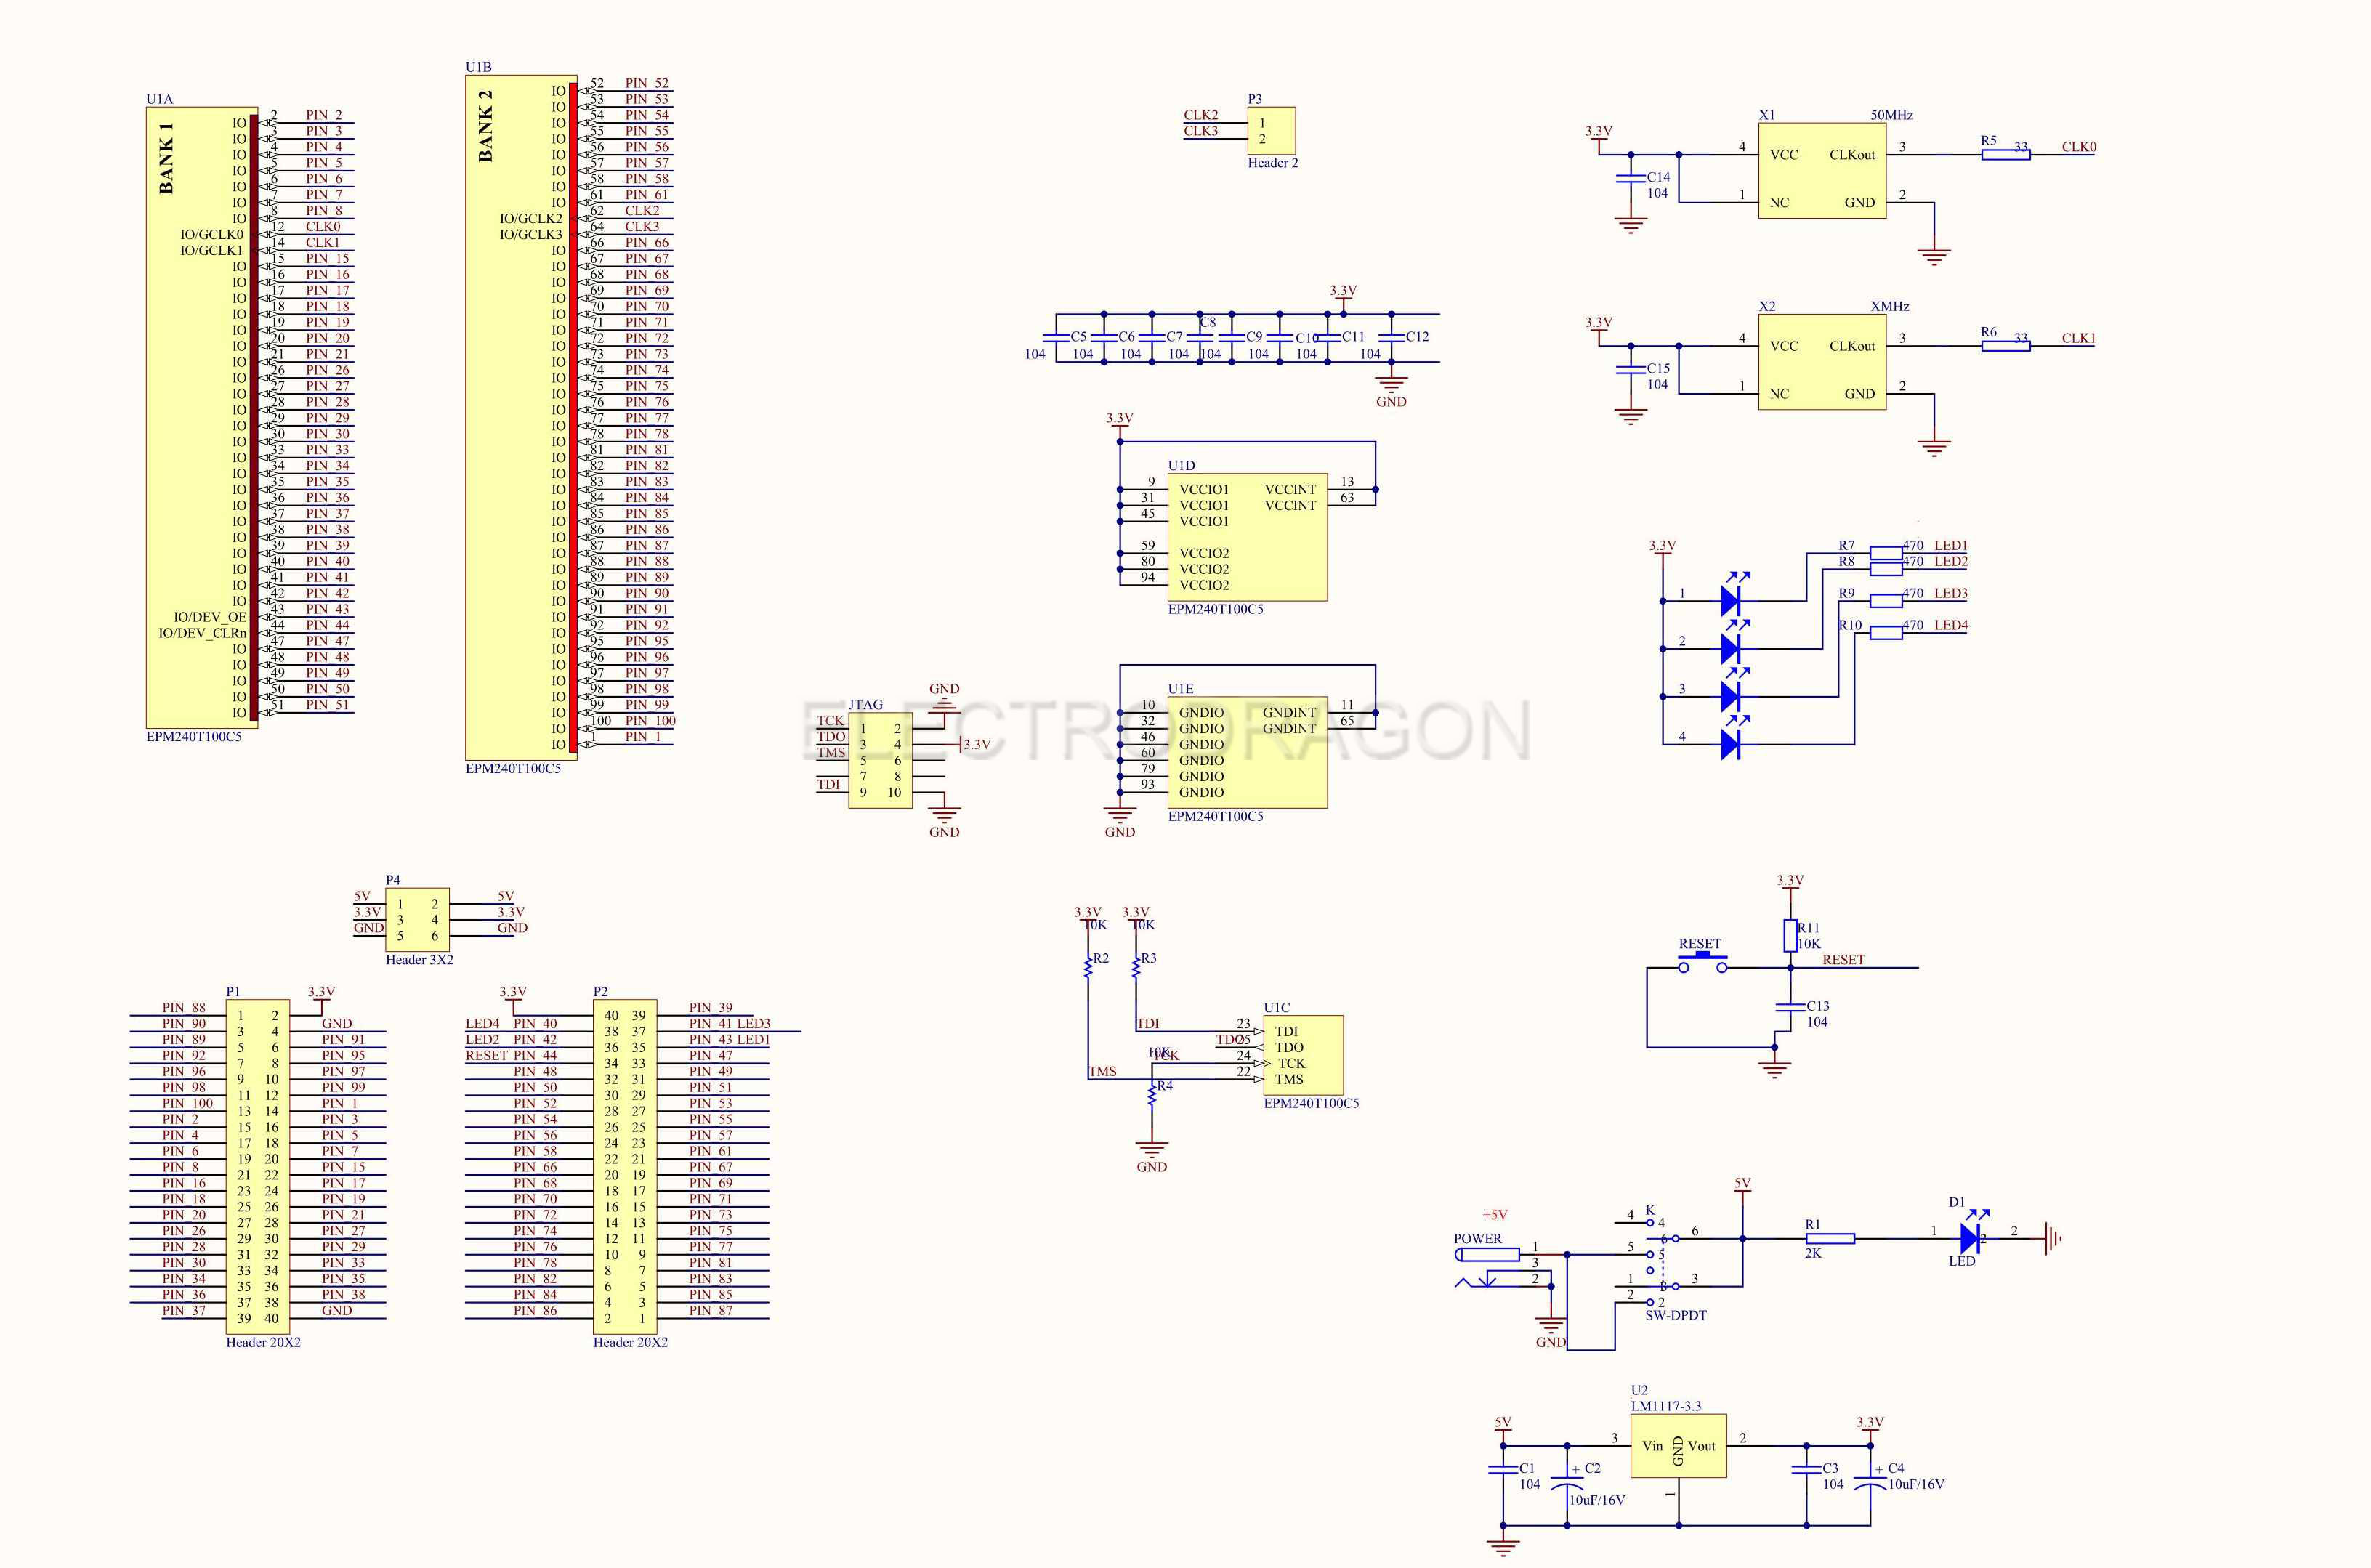 U1A
BANK 1
IO 2 PIN 2
IO 3 PIN 3
IO 4 PIN 4
IO 5 PIN 5
IO 6 PIN 6
IO 7 PIN 7
IO 8 PIN 8
IO/GCLK0 12 CLK0
IO/GCLK1 14 CLK1
IO 15 PIN 15
IO 16 PIN 16
IO 17 PIN 17
IO 18 PIN 18
IO 19 PIN 19
IO 20 PIN 20
IO 21 PIN 21
IO 26 PIN 26
IO 27 PIN 27
IO 28 PIN 28
IO 29 PIN 29
IO 30 PIN 30
IO 33 PIN 33
IO 34 PIN 34
IO 35 PIN 35
IO 36 PIN 36
IO 37 PIN 37
IO 38 PIN 38
IO 39 PIN 39
IO 40 PIN 40
IO 41 PIN 41
IO 42 PIN 42
IO/DEV_OE 43 PIN 43
IO/DEV_CLRn 44 PIN 44
IO 47 PIN 47
IO 48 PIN 48
IO 49 PIN 49
IO 50 PIN 50
IO 51 PIN 51
EPM240T100C5
U1B
BANK 2
IO 52 PIN 52
IO 53 PIN 53
IO 54 PIN 54
IO 55 PIN 55
IO 56 PIN 56
IO 57 PIN 57
IO 58 PIN 58
IO 61 PIN 61
IO/GCLK2 62 CLK2
IO/GCLK3 64 CLK3
IO 66 PIN 66
IO 67 PIN 67
IO 68 PIN 68
IO 69 PIN 69
IO 70 PIN 70
IO 71 PIN 71
IO 72 PIN 72
IO 73 PIN 73
IO 74 PIN 74
IO 75 PIN 75
IO 76 PIN 76
IO 77 PIN 77
IO 78 PIN 78
IO 81 PIN 81
IO 82 PIN 82
IO 83 PIN 83
IO 84 PIN 84
IO 85 PIN 85
IO 86 PIN 86
IO 87 PIN 87
IO 88 PIN 88
IO 89 PIN 89
IO 90 PIN 90
IO 91 PIN 91
IO 92 PIN 92
IO 95 PIN 95
IO 96 PIN 96
IO 97 PIN 97
IO 98 PIN 98
IO 99 PIN 99
IO 100 PIN 100
IO 1 PIN 1
EPM240T100C5
P3
CLK2 1
CLK3 2
Header 2
X1 50MHz
3.3V
4 VCC CLKout 3 R5 33 CLK0
C14
104
1 NC GND 2
X2 XMHz
3.3V
4 VCC CLKout 3 R6 33 CLK1
C15
104
1 NC GND 2
3.3V
C5 C6 C7 C8 C9 C10 C11 C12
104 104 104 104 104 104 104 104
GND
3.3V
U1D
9 VCCIO1 VCCINT 13
31 VCCIO1 VCCINT 63
45 VCCIO1
59 VCCIO2
80 VCCIO2
94 VCCIO2
EPM240T100C5
3.3V
R7 470 LED1
R8 470 LED2
R9 470 LED3
R10 470 LED4
1
2
3
4
U1E
10 GNDIO GNDINT 11
32 GNDIO GNDINT 65
46 GNDIO
60 GNDIO
79 GNDIO
93 GNDIO
EPM240T100C5
GND
ELECTRODRAGON
JTAG
GND
TCK 1 2
TDO 3 4 3.3V
TMS 5 6
7 8
TDI 9 10
GND
P4
5V 1 2 5V
3.3V 3 4 3.3V
GND 5 6 GND
Header 3X2
P1 3.3V
PIN 88 1 2
PIN 90 3 4 GND
PIN 89 5 6 PIN 91
PIN 92 7 8 PIN 95
PIN 96 9 10 PIN 97
PIN 98 11 12 PIN 99
PIN 100 13 14 PIN 1
PIN 2 15 16 PIN 3
PIN 4 17 18 PIN 5
PIN 6 19 20 PIN 7
PIN 8 21 22 PIN 15
PIN 16 23 24 PIN 17
PIN 18 25 26 PIN 19
PIN 20 27 28 PIN 21
PIN 26 29 30 PIN 27
PIN 28 31 32 PIN 29
PIN 30 33 34 PIN 33
PIN 34 35 36 PIN 35
PIN 36 37 38 PIN 38
PIN 37 39 40 GND
Header 20X2
3.3V P2
40 39 PIN 39
LED4 PIN 40 38 37 PIN 41 LED3
LED2 PIN 42 36 35 PIN 43 LED1
RESET PIN 44 34 33 PIN 47
PIN 48 32 31 PIN 49
PIN 50 30 29 PIN 51
PIN 52 28 27 PIN 53
PIN 54 26 25 PIN 55
PIN 56 24 23 PIN 57
PIN 58 22 21 PIN 61
PIN 66 20 19 PIN 67
PIN 68 18 17 PIN 69
PIN 70 16 15 PIN 71
PIN 72 14 13 PIN 73
PIN 74 12 11 PIN 75
PIN 76 10 9 PIN 77
PIN 78 8 7 PIN 81
PIN 82 6 5 PIN 83
PIN 84 4 3 PIN 85
PIN 86 2 1 PIN 87
Header 20X2
3.3V 3.3V
10K 10K
R2 R3
U1C
TDI 23 TDI
TDO 25 TDO
10K TCK 24 TCK
TMS 22 TMS
R4
EPM240T100C5
GND
3.3V
R11
10K
RESET RESET
C13
104
+5V
POWER 1
3
2
GND
K
4 4
6 6
5 5
1 3 3
2 2
SW-DPDT
5V
R1
2K
D1
1 2 2
LED
U2
LM1117-3.3
5V 3 Vin GND Vout 2 3.3V
1
C1
104
+ C2
10uF/16V
C3
104
+ C4
10uF/16V